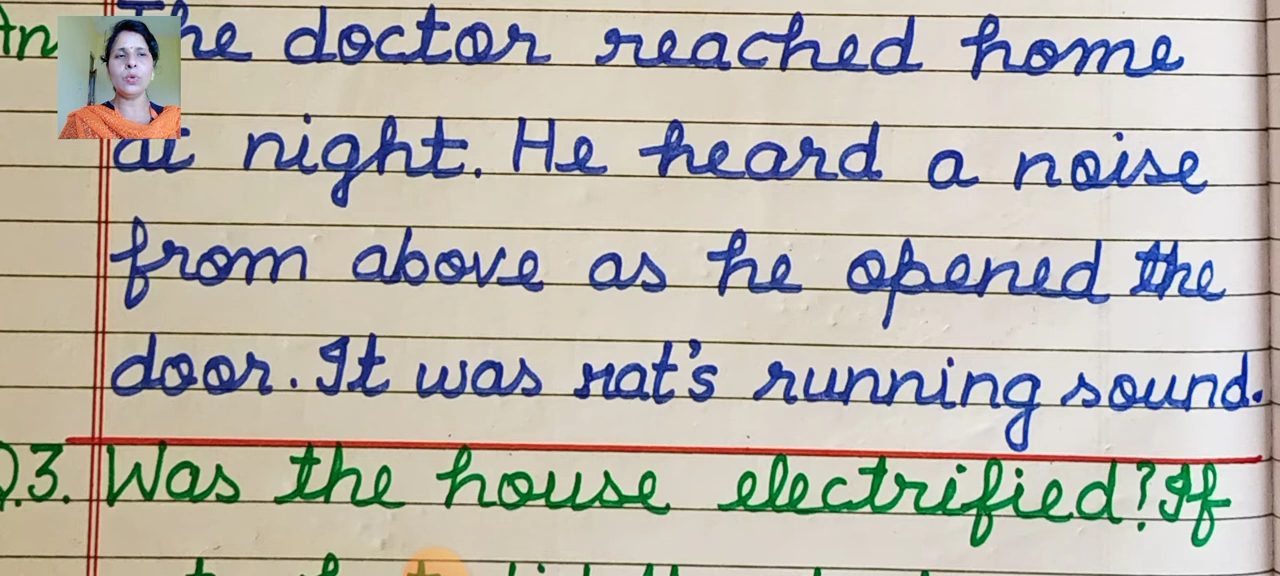 An The doctor reached home
at night. He heard a noise
from above as he opened the
door. It was rat's running sound.
Q.3. Was the house electrified? If